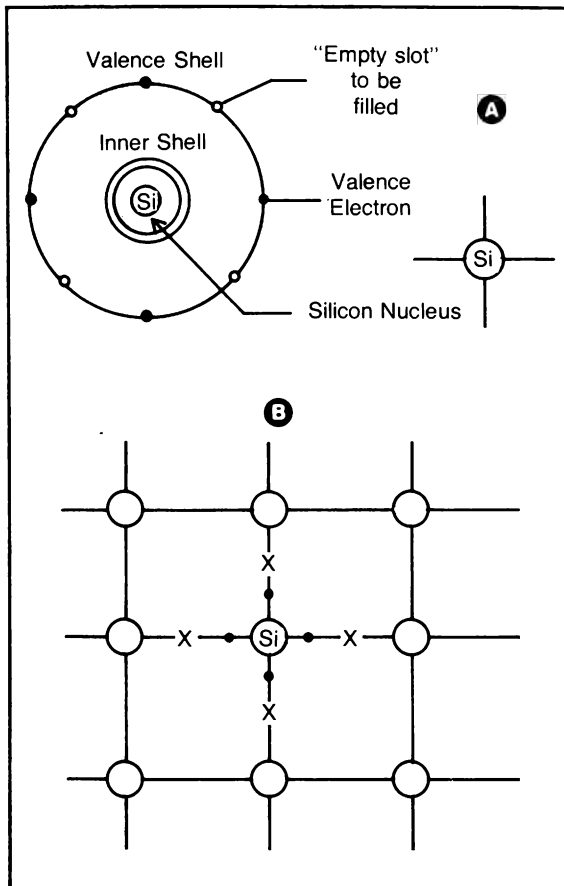 Valence Shell
"Empty slot"
to be
filled
A
Inner Shell
Si
Valence
Electron
Si
Silicon Nucleus
B
X
X
Si
X
X